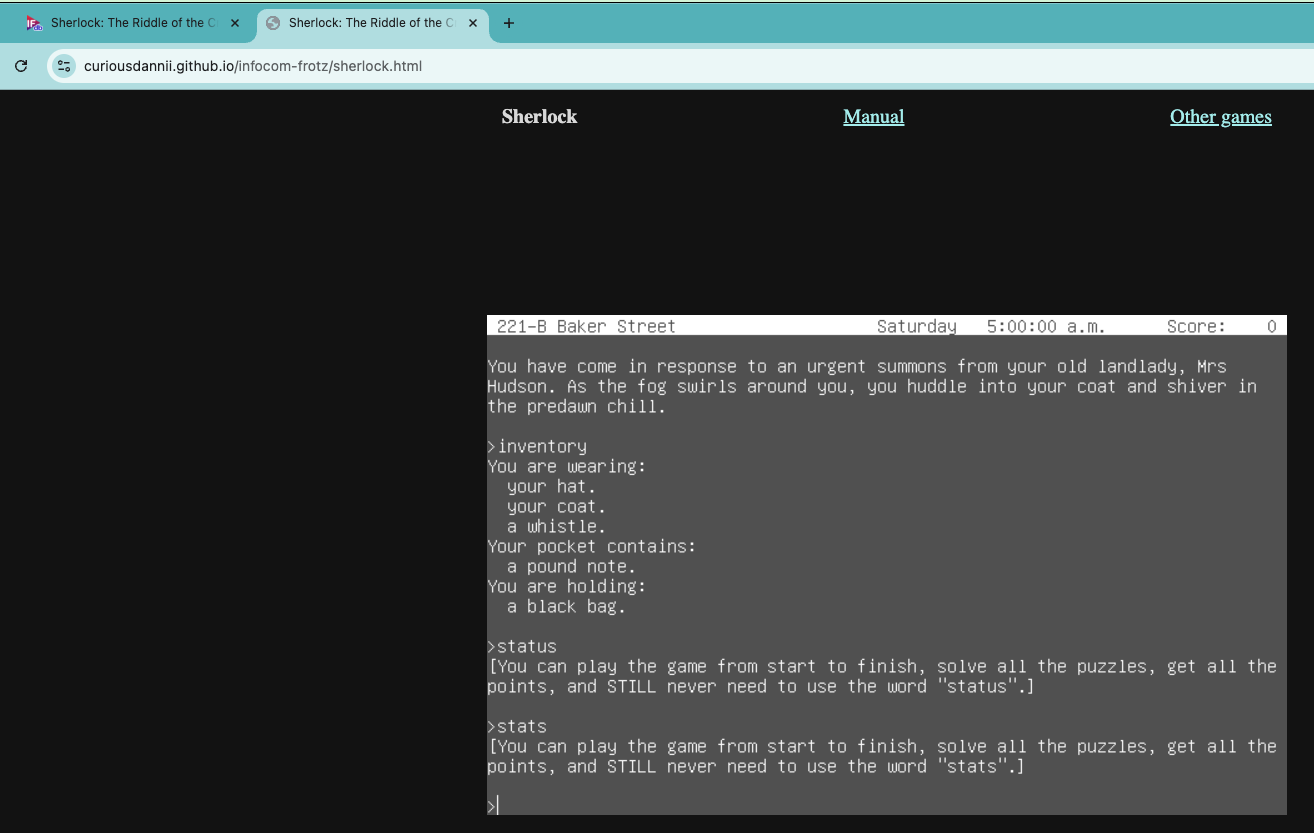 Sherlock: The Riddle of the C
Sherlock: The Riddle of the C
curiousdannii.github.io/infocom-frotz/sherlock.html
Sherlock Manual Other games
221-B Baker Street Saturday 5:00:00 a.m. Score: 0
You have come in response to an urgent summons from your old landlady, Mrs
Hudson. As the fog swirls around you, you huddle into your coat and shiver in
the predawn chill.
>inventory
You are wearing:
your hat.
your coat.
a whistle.
Your pocket contains:
a pound note.
You are holding:
a black bag.
>status
[You can play the game from start to finish, solve all the puzzles, get all the
points, and STILL never need to use the word "status".]
>stats
[You can play the game from start to finish, solve all the puzzles, get all the
points, and STILL never need to use the word "stats".]
>